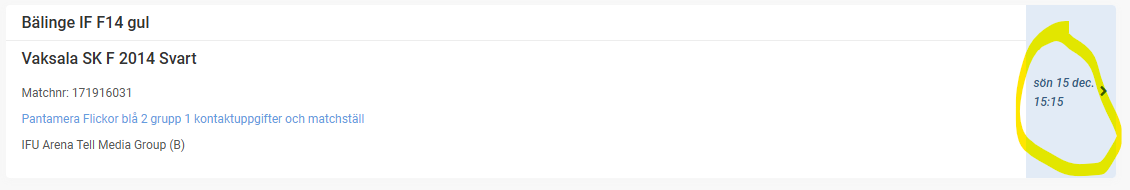 Bälinge IF F14 gul
Vaksala SK F 2014 Svart
Matchnr: 171916031
Pantamera Flickor blå 2 grupp 1 kontaktuppgifter och matchställ
IFU Arena Tell Media Group (B)
sön 15 dec.
15:15